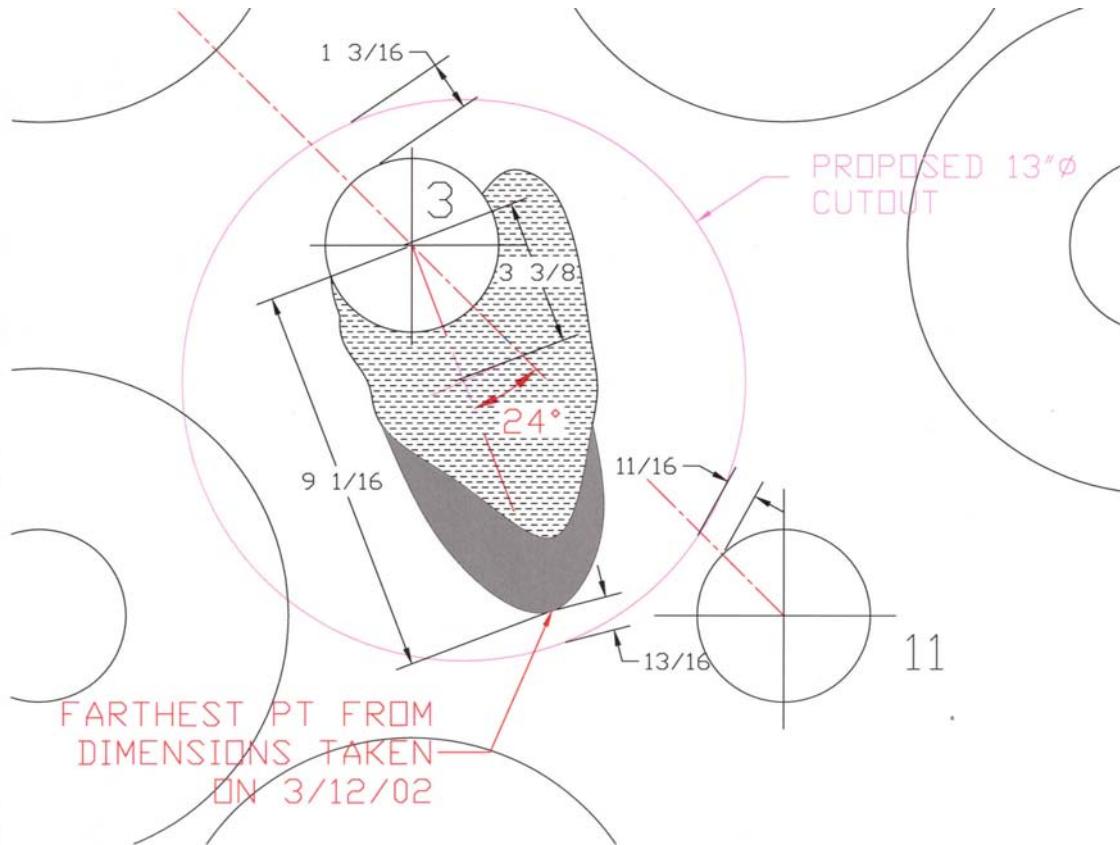 1 3/16
PROPOSED 13"⌀
CUTOUT
3
3 3/8
24°
9 1/16
11/16
13/16
11
FARTHEST PT FROM
DIMENSIONS TAKEN
ON 3/12/02